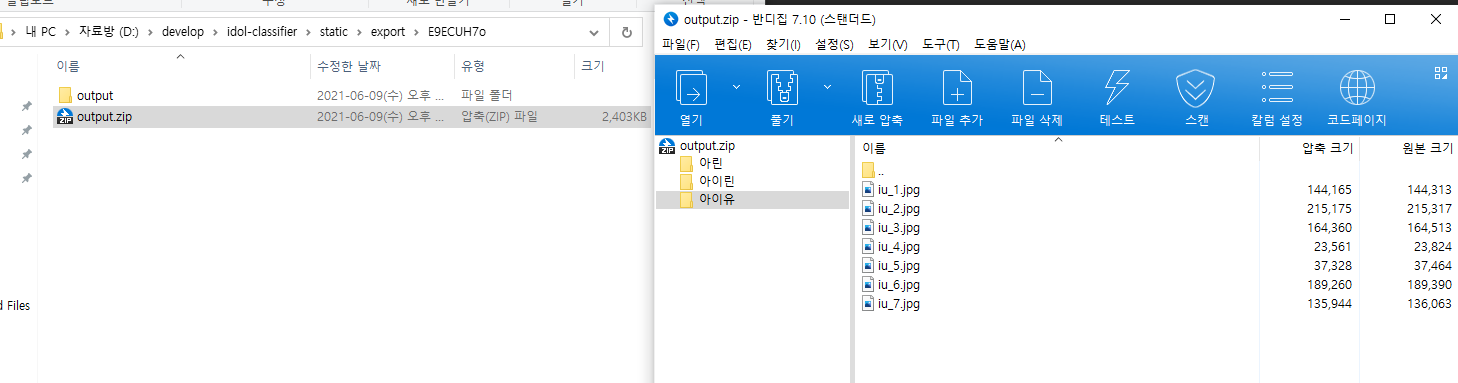 내 PC > 자료방 (D:) > develop > idol-classifier > static > export > E9ECUH7o
이름 수정한 날짜 유형 크기
output 2021-06-09(수) 오후 ... 파일 폴더
output.zip 2021-06-09(수) 오후 ... 압축(ZIP) 파일 2,403KB
d Files
output.zip - 반디집 7.10 (스탠더드)
파일(F) 편집(E) 찾기(I) 설정(S) 보기(V) 도구(T) 도움말(A)
열기 풀기 새로 압축 파일 추가 파일 삭제 테스트 스캔 칼럼 설정 코드페이지
output.zip
아린
아이린
아이유
이름 압축 크기 원본 크기
..
iu_1.jpg 144,165 144,313
iu_2.jpg 215,175 215,317
iu_3.jpg 164,360 164,513
iu_4.jpg 23,561 23,824
iu_5.jpg 37,328 37,464
iu_6.jpg 189,260 189,390
iu_7.jpg 135,944 136,063